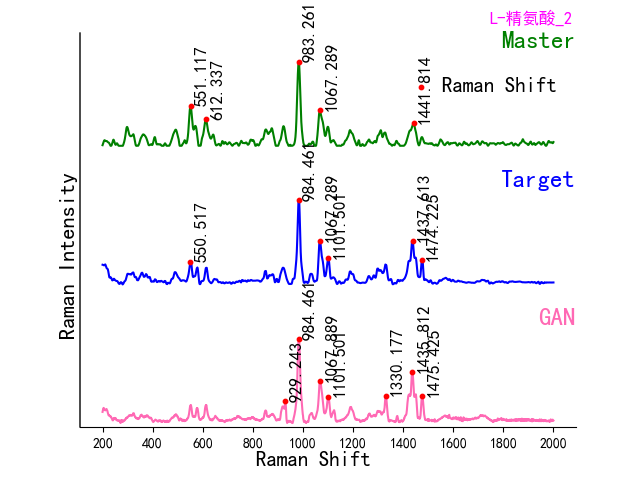 L-精氨酸_2
Master
Raman Shift
551.117
612.337
983.261
1067.289
1441.814
Target
550.517
984.461
1067.289
1101.501
1437.613
1474.225
GAN
929.243
984.461
1067.889
1101.501
1330.177
1435.812
1475.425
Raman Intensity
200 400 600 800 1000 1200 1400 1600 1800 2000
Raman Shift